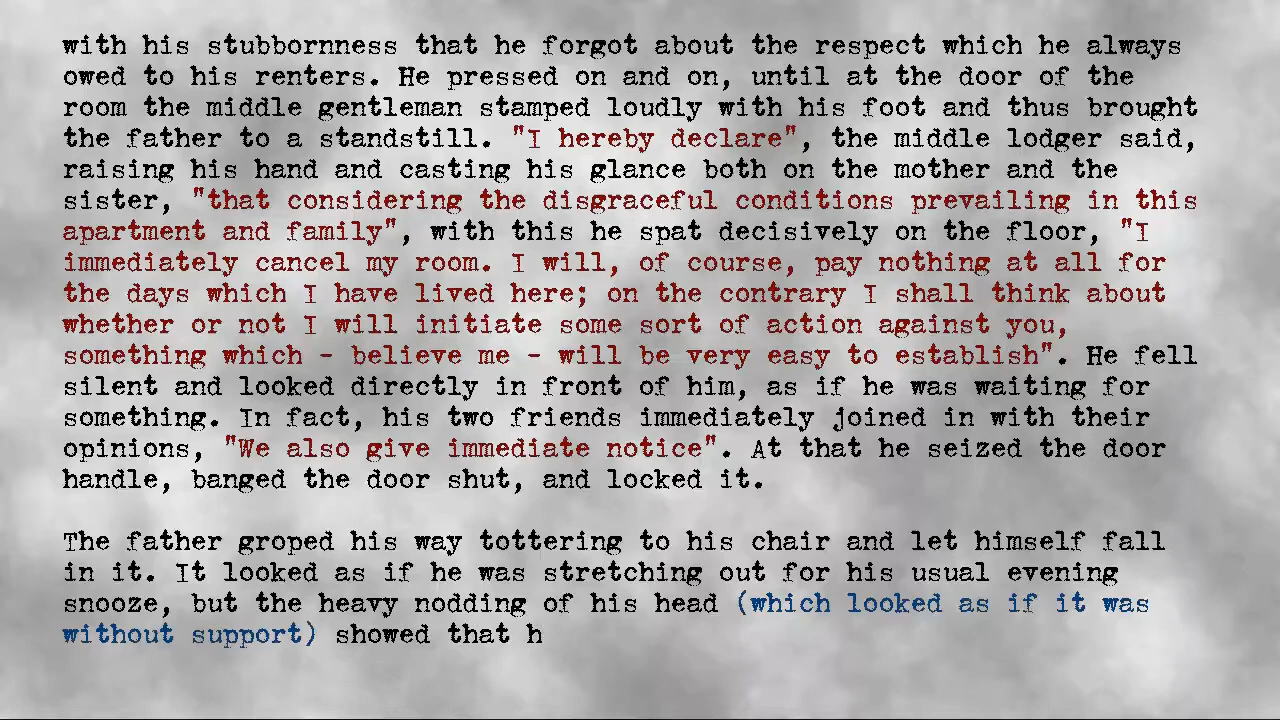 with his stubbornness that he forgot about the respect which he always
owed to his renters. He pressed on and on, until at the door of the
room the middle gentleman stamped loudly with his foot and thus brought
the father to a standstill. "I hereby declare", the middle lodger said,
raising his hand and casting his glance both on the mother and the
sister, "that considering the disgraceful conditions prevailing in this
apartment and family", with this he spat decisively on the floor, "I
immediately cancel my room. I will, of course, pay nothing at all for
the days which I have lived here; on the contrary I shall think about
whether or not I will initiate some sort of action against you,
something which - believe me - will be very easy to establish". He fell
silent and looked directly in front of him, as if he was waiting for
something. In fact, his two friends immediately joined in with their
opinions, "We also give immediate notice". At that he seized the door
handle, banged the door shut, and locked it.

The father groped his way tottering to his chair and let himself fall
in it. It looked as if he was stretching out for his usual evening
snooze, but the heavy nodding of his head (which looked as if it was
without support) showed that h